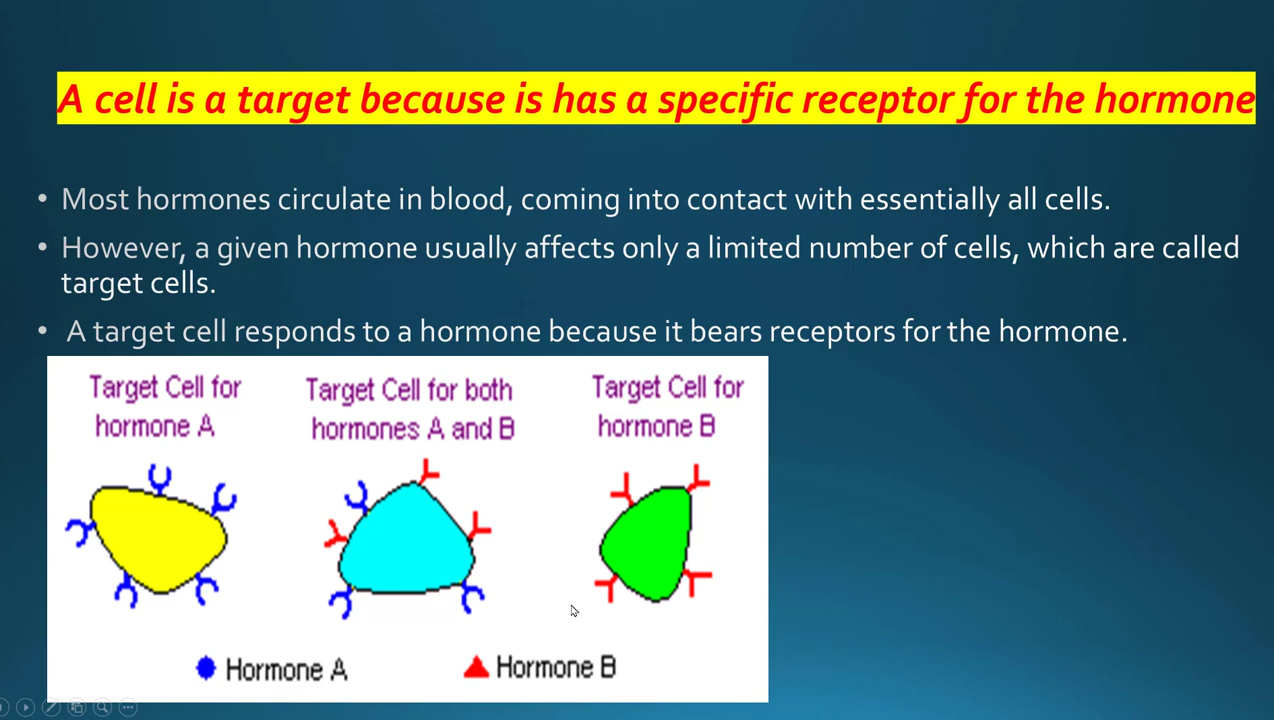 A cell is a target because is has a specific receptor for the hormone
• Most hormones circulate in blood, coming into contact with essentially all cells.
• However, a given hormone usually affects only a limited number of cells, which are called
target cells.
• A target cell responds to a hormone because it bears receptors for the hormone.
Target Cell for
hormone A
Target Cell for both
hormones A and B
Target Cell for
hormone B
Hormone A
Hormone B